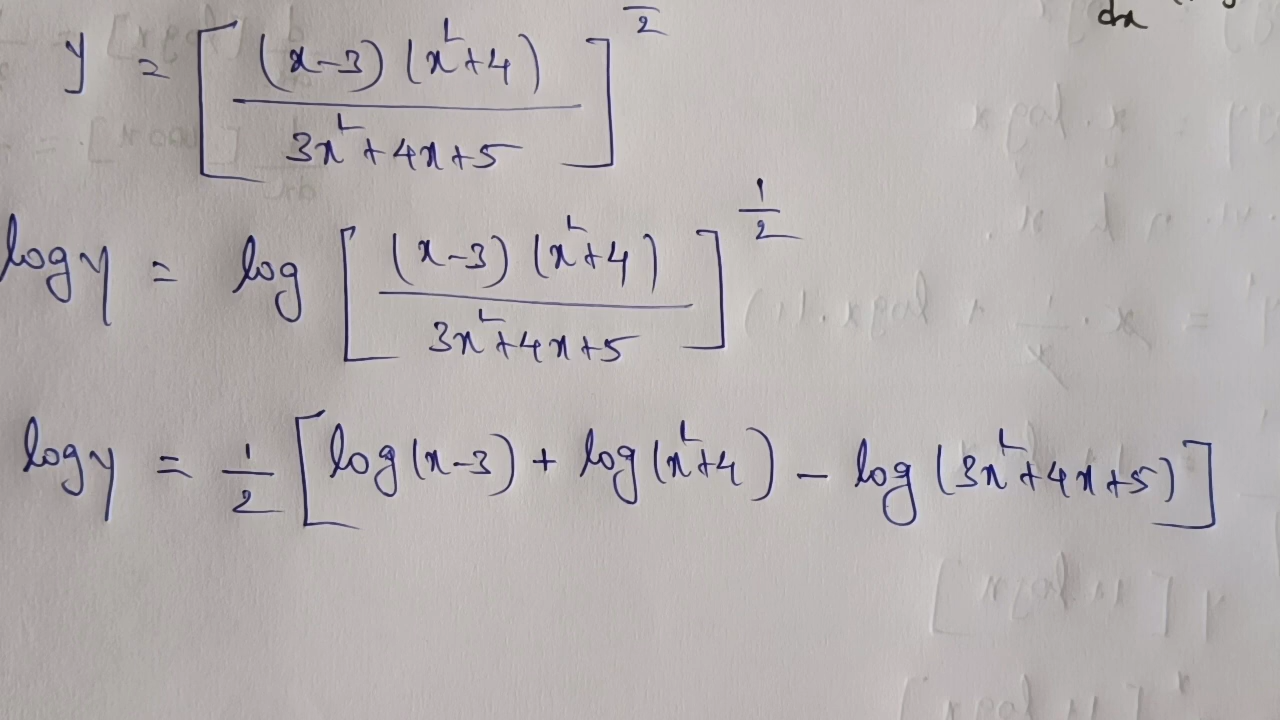 dx
y = [ (x-3) (x²+4) / 3x²+4x+5 ]^1/2
log y = log [ (x-3) (x²+4) / 3x²+4x+5 ]^1/2
log y = 1/2 [ log(x-3) + log(x²+4) - log(3x²+4x+5) ]